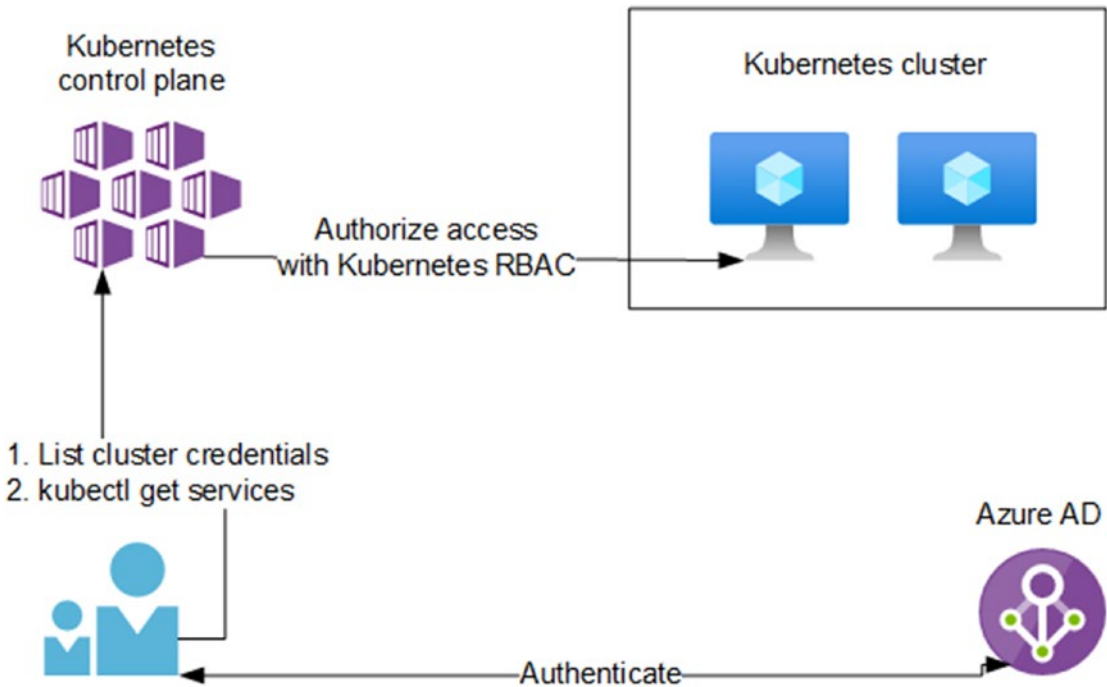 Kubernetes
control plane
Kubernetes cluster
Authorize access
with Kubernetes RBAC
1. List cluster credentials
2. kubectl get services
Azure AD
Authenticate